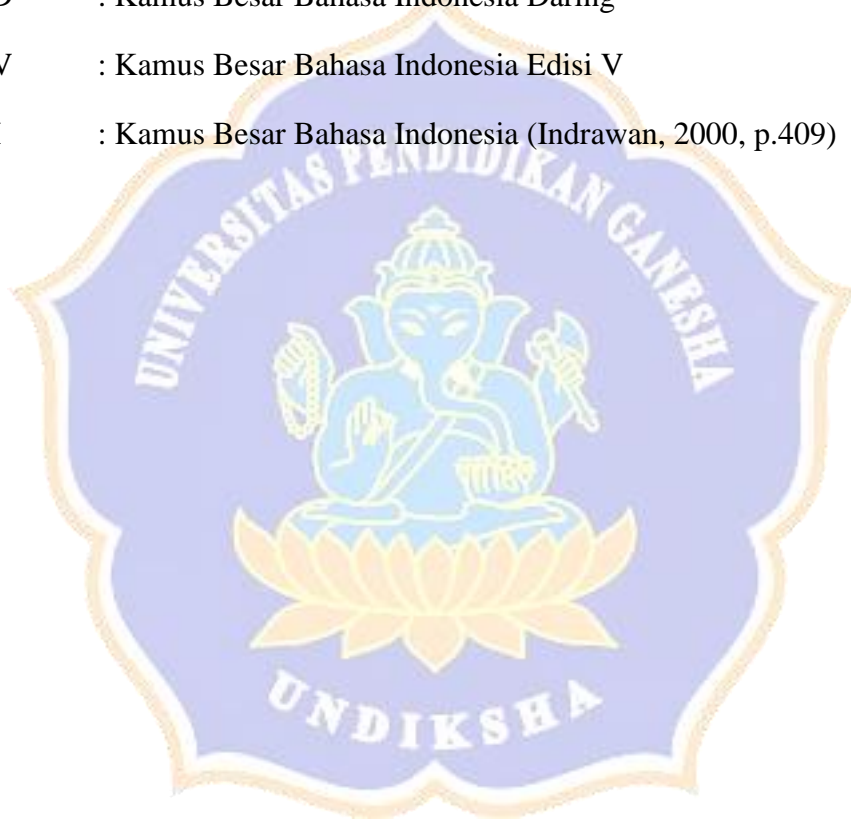 : Kamus Besar Bahasa Indonesia Daring
V : Kamus Besar Bahasa Indonesia Edisi V
: Kamus Besar Bahasa Indonesia (Indrawan, 2000, p.409)
UNIVERSITAS PENDIDIKAN GANESHA
UNDIKSHA